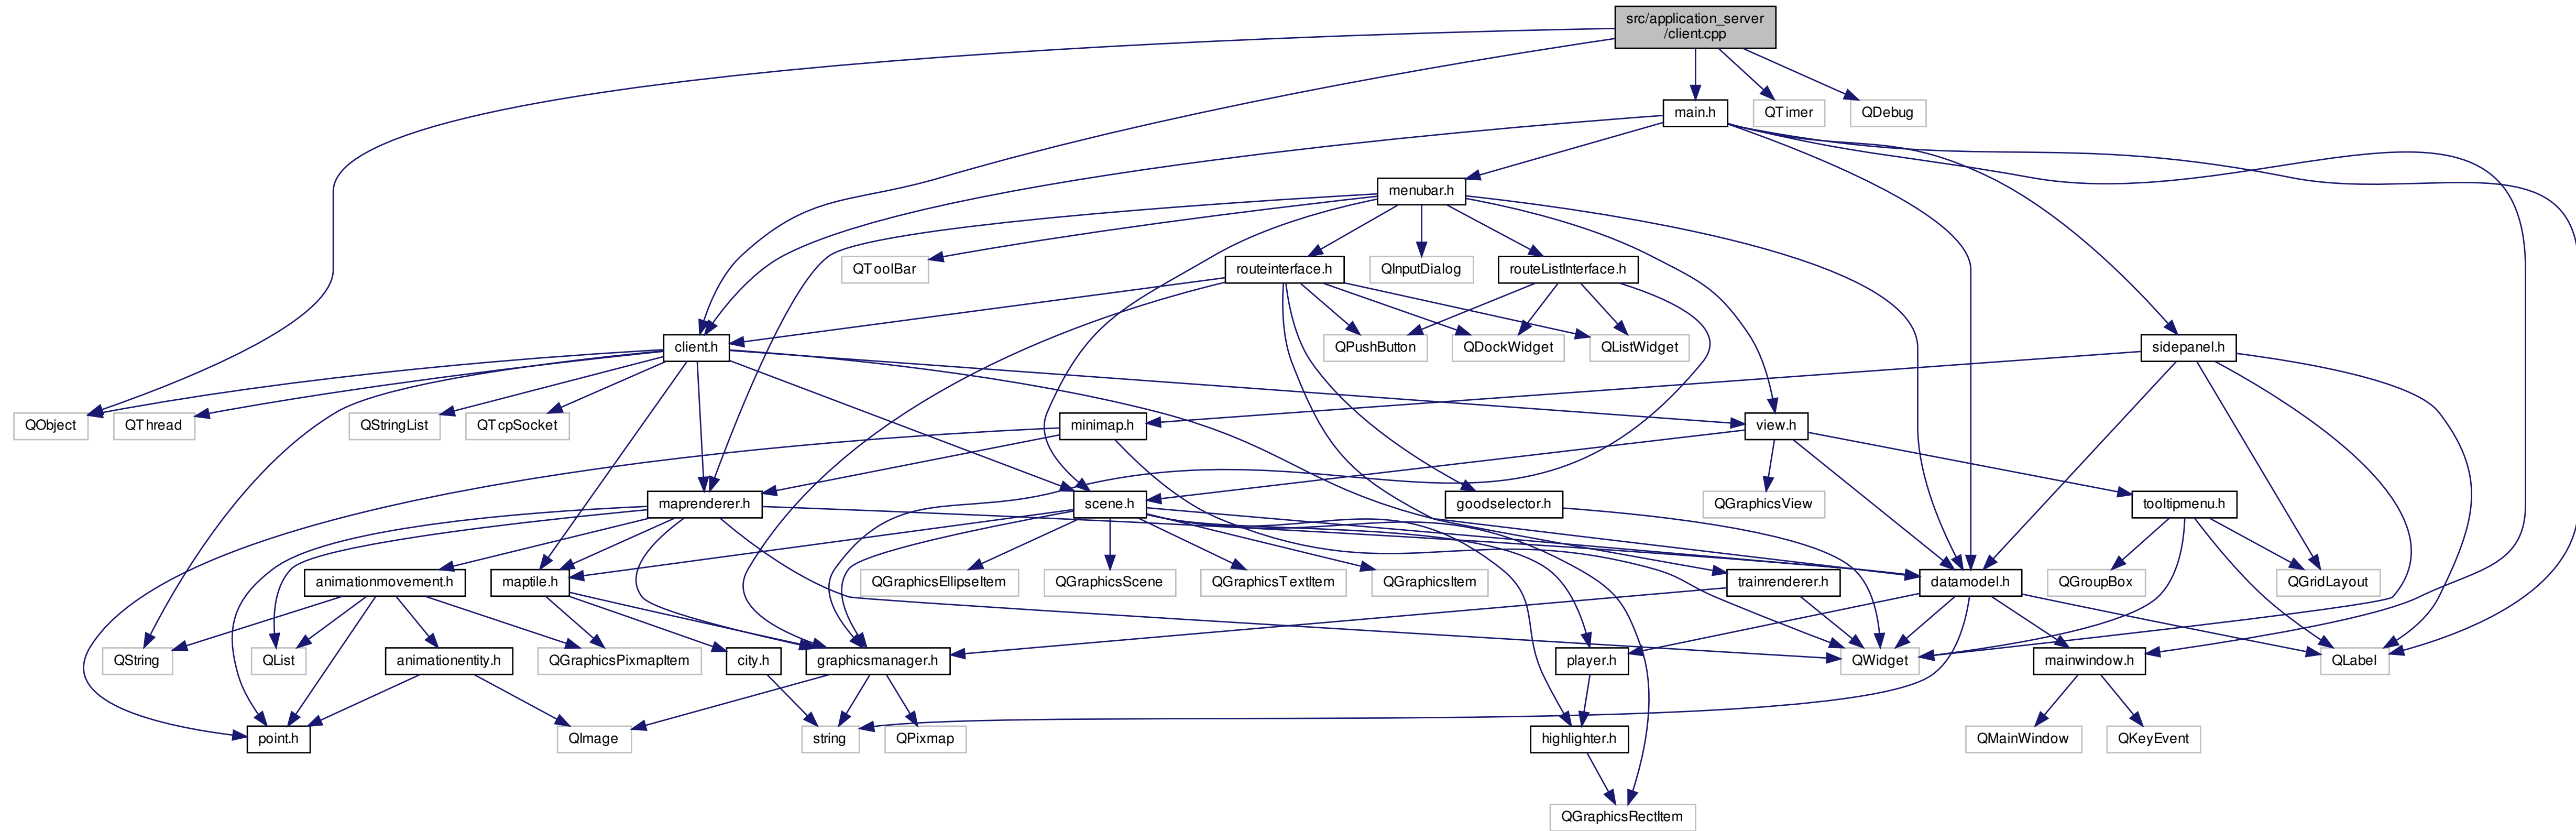 src/application_server
/client.cpp
main.h
QTimer
QDebug
menubar.h
QToolBar
routeinterface.h
QInputDialog
routeListInterface.h
client.h
QPushButton
QDockWidget
QListWidget
sidepanel.h
QObject
QThread
QStringList
QTcpSocket
minimap.h
view.h
maprenderer.h
scene.h
goodselector.h
QGraphicsView
tooltipmenu.h
animationmovement.h
maptile.h
QGraphicsEllipseItem
QGraphicsScene
QGraphicsTextItem
QGraphicsItem
trainrenderer.h
datamodel.h
QGroupBox
QGridLayout
QString
QList
animationentity.h
QGraphicsPixmapItem
city.h
graphicsmanager.h
player.h
QWidget
mainwindow.h
QLabel
point.h
QImage
string
QPixmap
highlighter.h
QMainWindow
QKeyEvent
QGraphicsRectItem